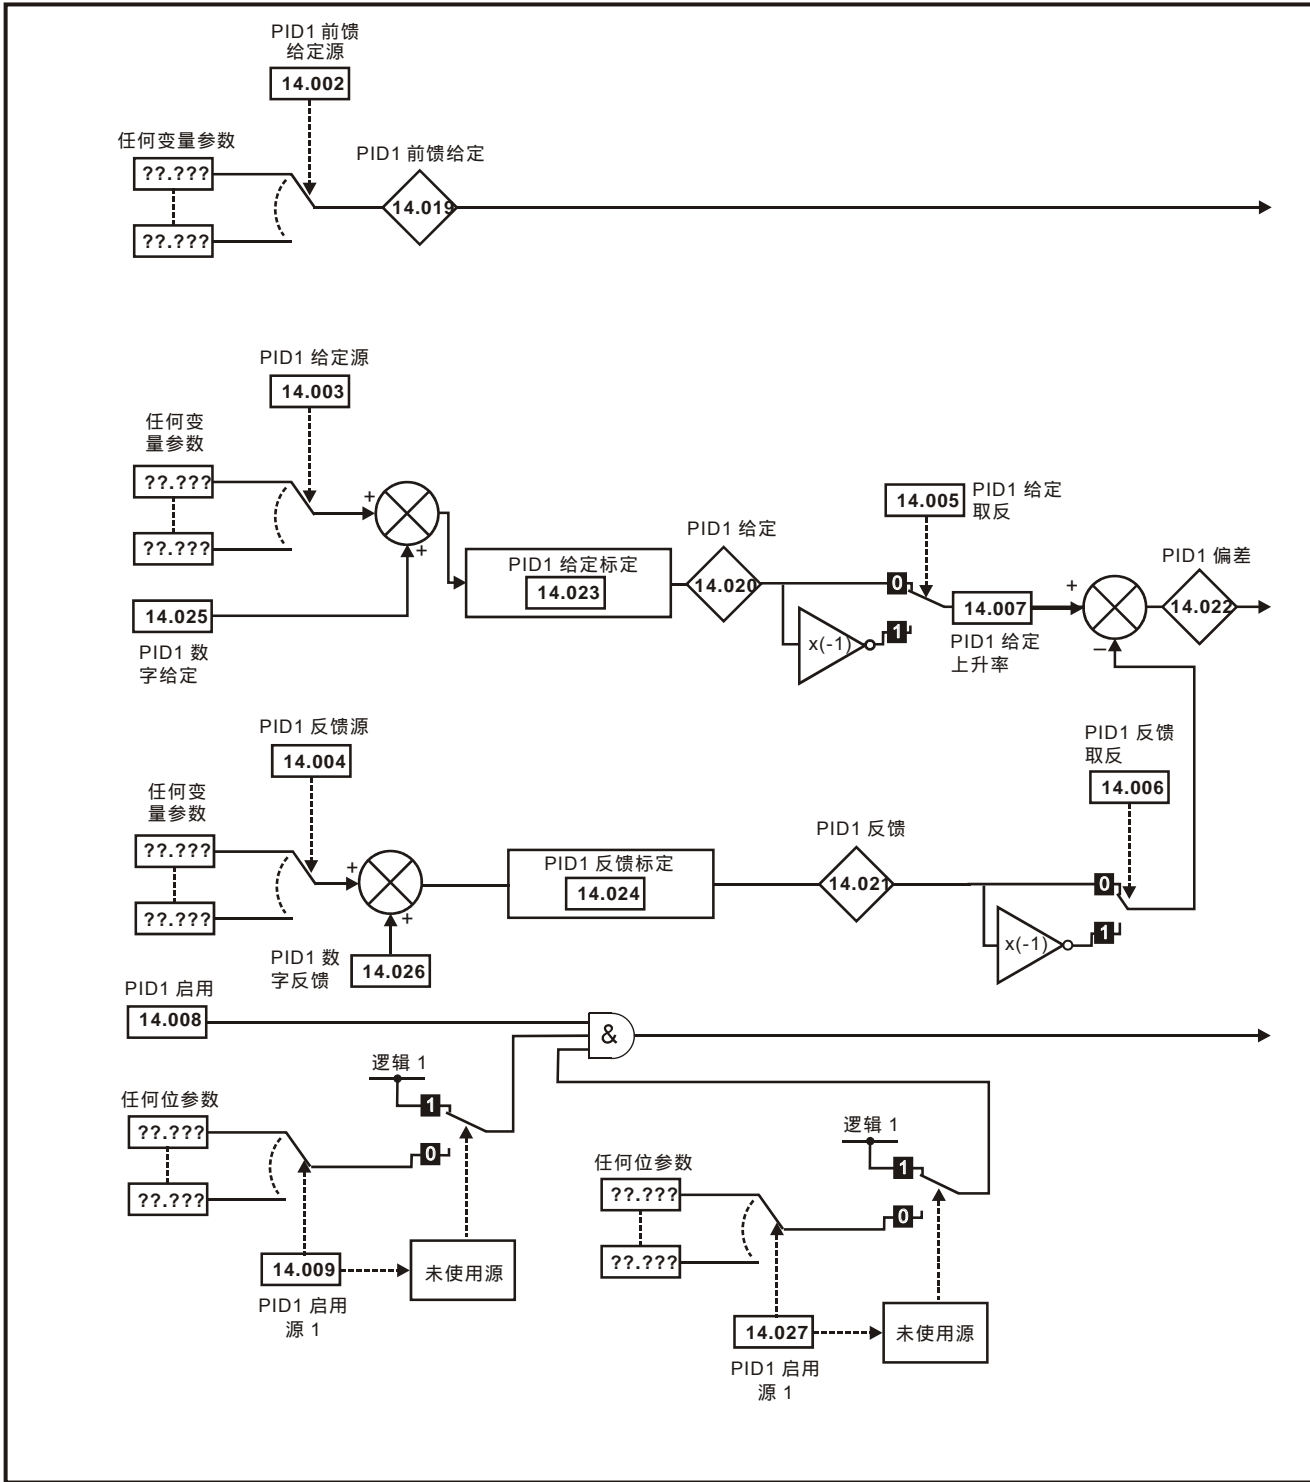 PID1 前馈
给定源
14.002
任何变量参数
??.???
??.???
PID1 前馈给定
14.019
PID1 给定源
14.003
任何变
量参数
??.???
??.???
+
+
14.025
PID1 数
字给定
PID1 给定标定
14.023
PID1 给定
14.020
14.005
PID1 给定
取反
0
1
x(-1)
14.007
PID1 给定
上升率
+
–
PID1 偏差
14.022
PID1 反馈源
14.004
任何变
量参数
??.???
??.???
+
+
PID1 数
字反馈
14.026
PID1 反馈标定
14.024
PID1 反馈
14.021
PID1 反馈
取反
14.006
0
1
x(-1)
PID1 启用
14.008
&
逻辑 1
1
0
任何位参数
??.???
??.???
14.009
PID1 启用
源 1
未使用源
逻辑 1
1
0
任何位参数
??.???
??.???
14.027
PID1 启用
源 1
未使用源